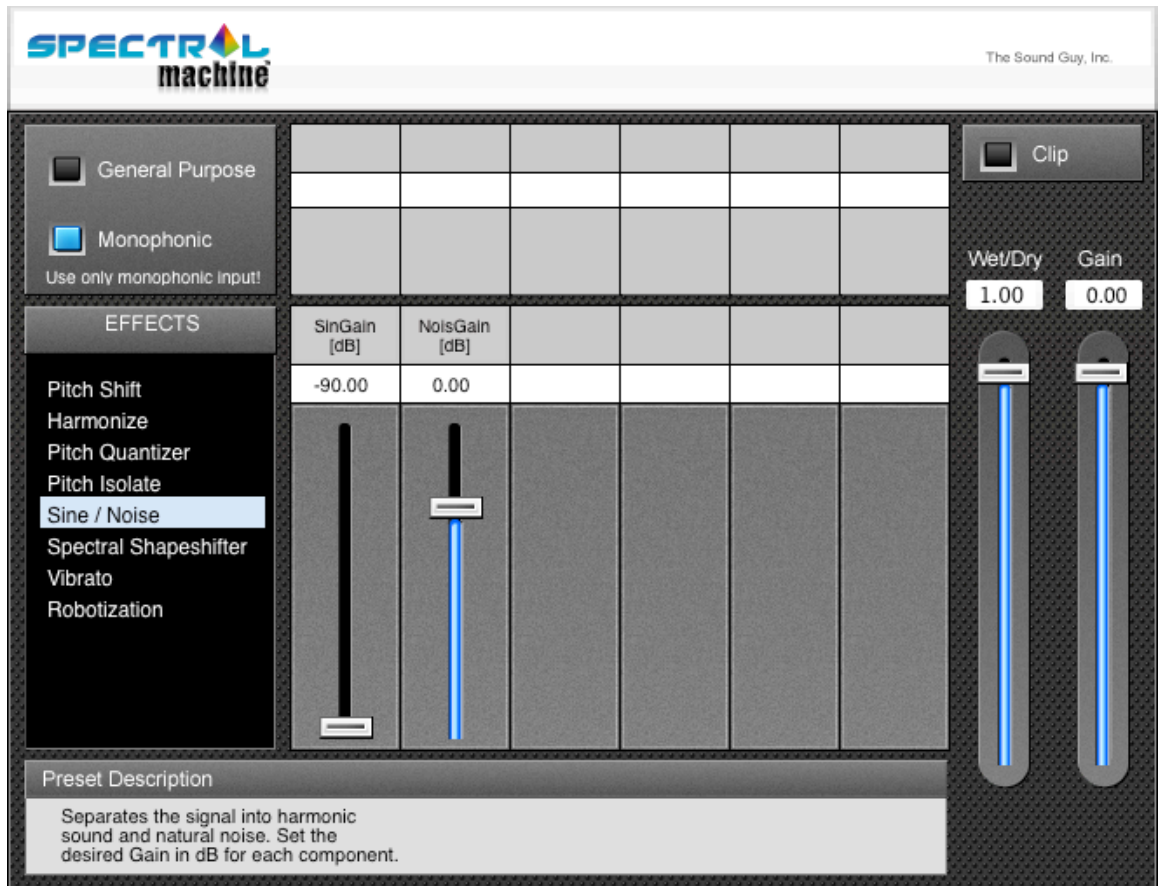 SPECTRAL
machine
The Sound Guy, Inc.
General Purpose
Monophonic
Use only monophonic input!
Clip
Wet/Dry
Gain
1.00
0.00
EFFECTS
Pitch Shift
Harmonize
Pitch Quantizer
Pitch Isolate
Sine / Noise
Spectral Shapeshifter
Vibrato
Robotization
SinGain
[dB]
NoisGain
[dB]
-90.00
0.00
Preset Description
Separates the signal into harmonic
sound and natural noise. Set the
desired Gain in dB for each component.